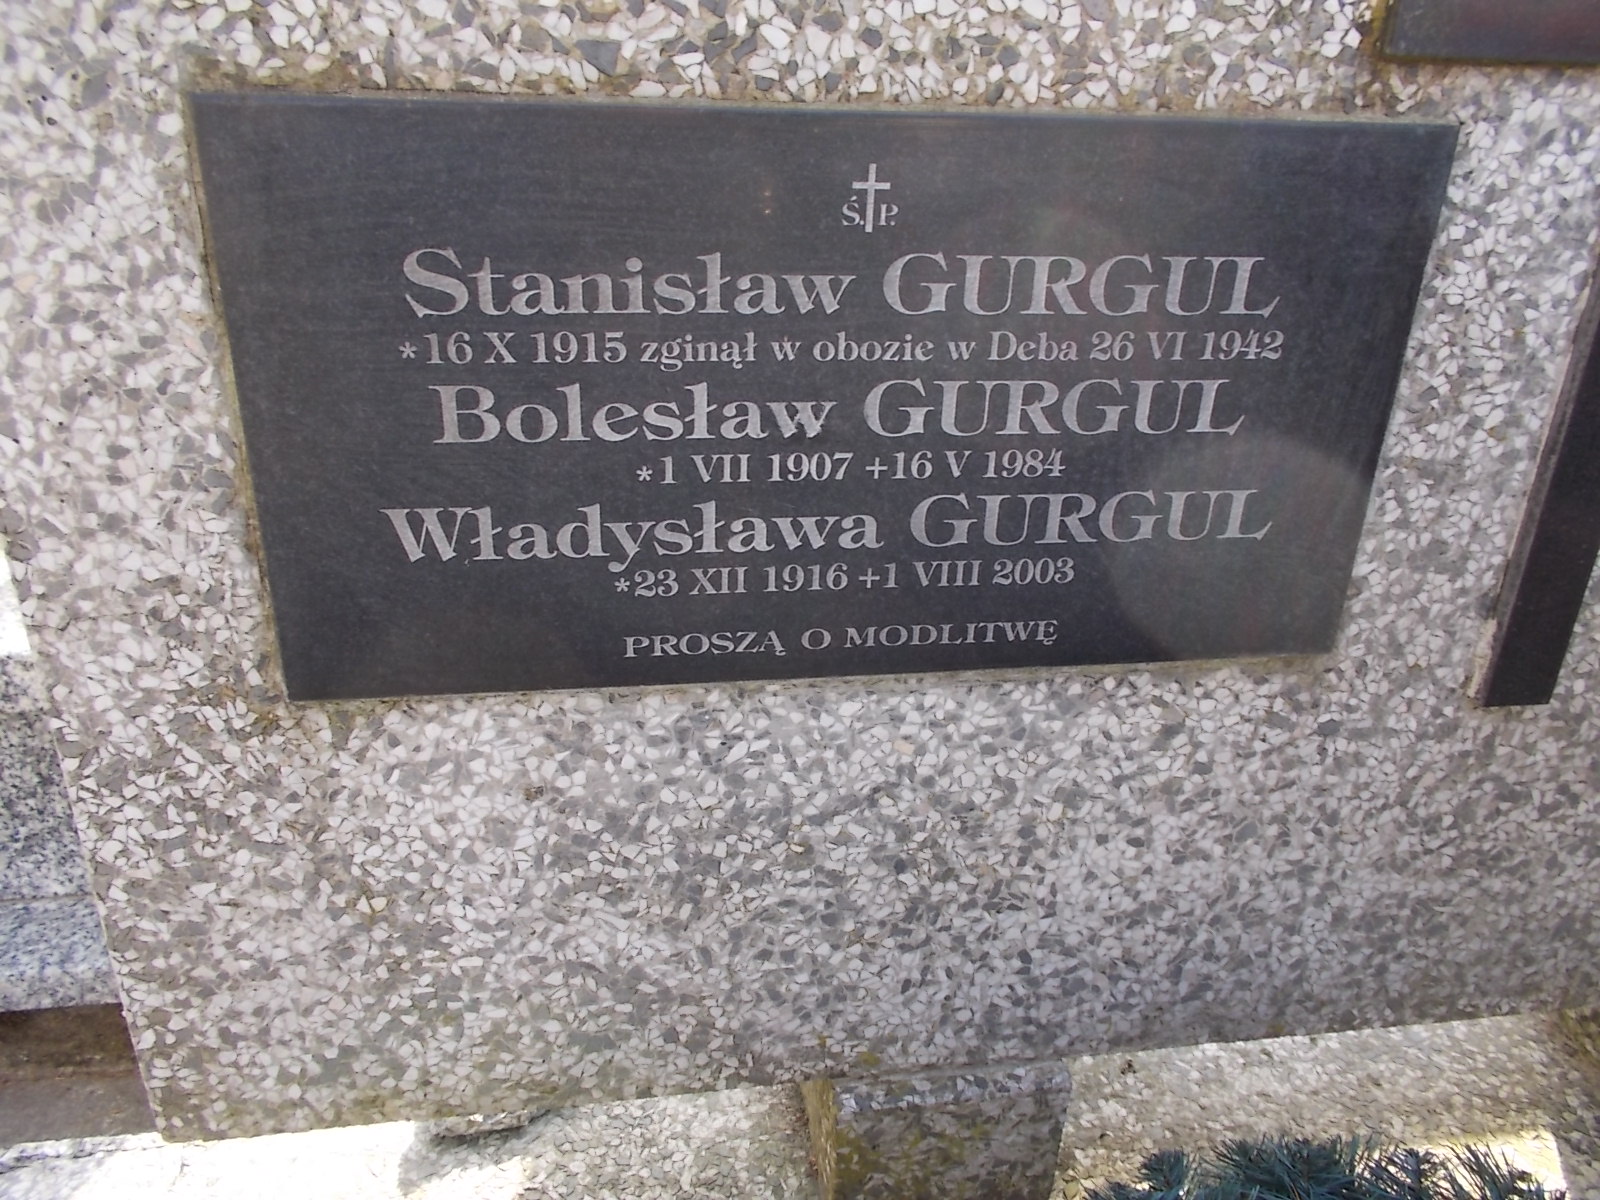 Ś.P.
Stanisław GURGUL
*16 X 1915 zginął w obozie w Deba 26 VI 1942
Bolesław GURGUL
*1 VII 1907 +16 V 1984
Władysława GURGUL
*23 XII 1916 +1 VIII 2003
PROSZĄ O MODLITWĘ